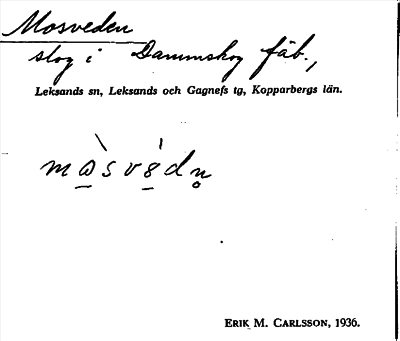 Mosveden
slog i Dammskog fäb.,
Leksands sn, Leksands och Gagnefs tg, Kopparbergs län.
ERIK M. CARLSSON, 1936.